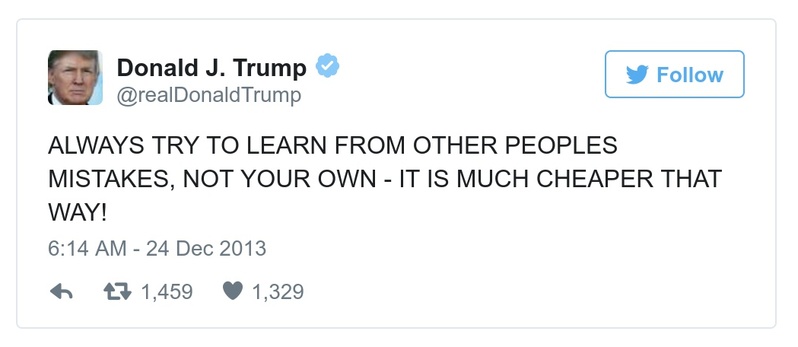 Donald J. Trump
Follow
@realDonaldTrump
ALWAYS TRY TO LEARN FROM OTHER PEOPLES
MISTAKES, NOT YOUR OWN - IT IS MUCH CHEAPER THAT
WAY!
6:14 AM - 24 Dec 2013
1,459 1,329